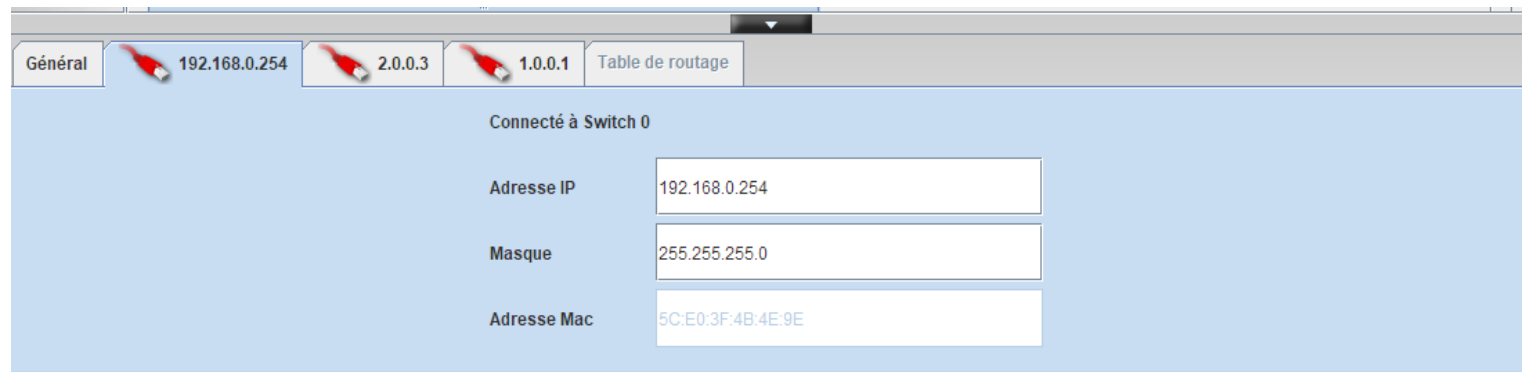 Général 192.168.0.254 2.0.0.3 1.0.0.1 Table de routage
Connecté à Switch 0
Adresse IP 192.168.0.254
Masque 255.255.255.0
Adresse Mac 5C:E0:3F:4B:4E:9E